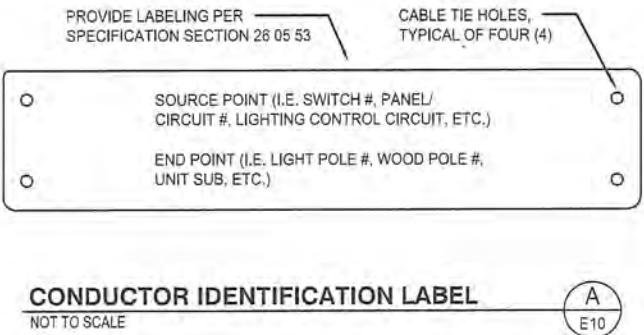 PROVIDE LABELING PER
SPECIFICATION SECTION 26 05 53
CABLE TIE HOLES,
TYPICAL OF FOUR (4)
SOURCE POINT (I.E. SWITCH #, PANEL/
CIRCUIT #, LIGHTING CONTROL CIRCUIT, ETC.)
END POINT (I.E. LIGHT POLE #, WOOD POLE #,
UNIT SUB, ETC.)
CONDUCTOR IDENTIFICATION LABEL
NOT TO SCALE
A
E10